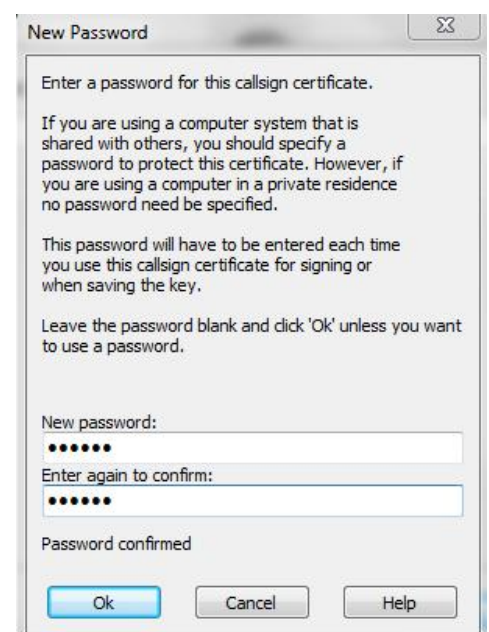 New Password
Enter a password for this callsign certificate.
If you are using a computer system that is
shared with others, you should specify a
password to protect this certificate. However, if
you are using a computer in a private residence
no password need be specified.
This password will have to be entered each time
you use this callsign certificate for signing or
when saving the key.
Leave the password blank and click 'Ok' unless you want
to use a password.
New password:
••••••
Enter again to confirm:
••••••
Password confirmed
Ok Cancel Help